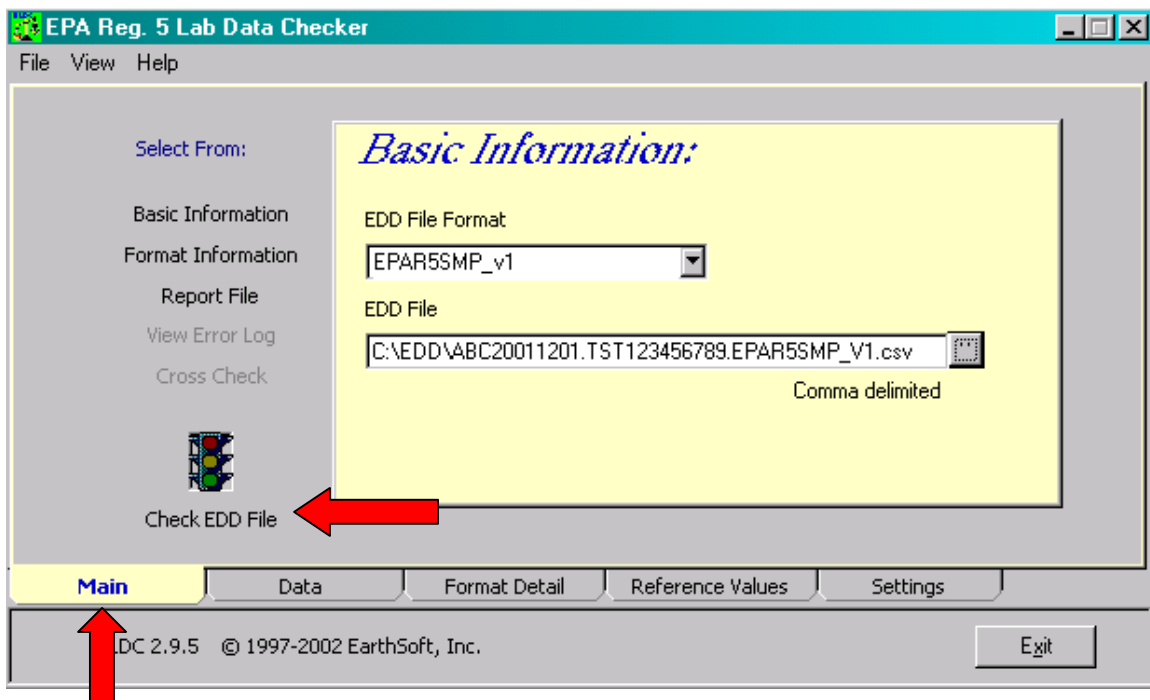 EPA Reg. 5 Lab Data Checker
File View Help
Select From:
Basic Information
Format Information
Report File
View Error Log
Cross Check
Check EDD File
Basic Information:
EDD File Format
EPAR5SMP_v1
EDD File
C:\EDD\ABC20011201.TST123456789.EPAR5SMP_V1.csv
Comma delimited
Main Data Format Detail Reference Values Settings
DC 2.9.5 © 1997-2002 EarthSoft, Inc.
Exit